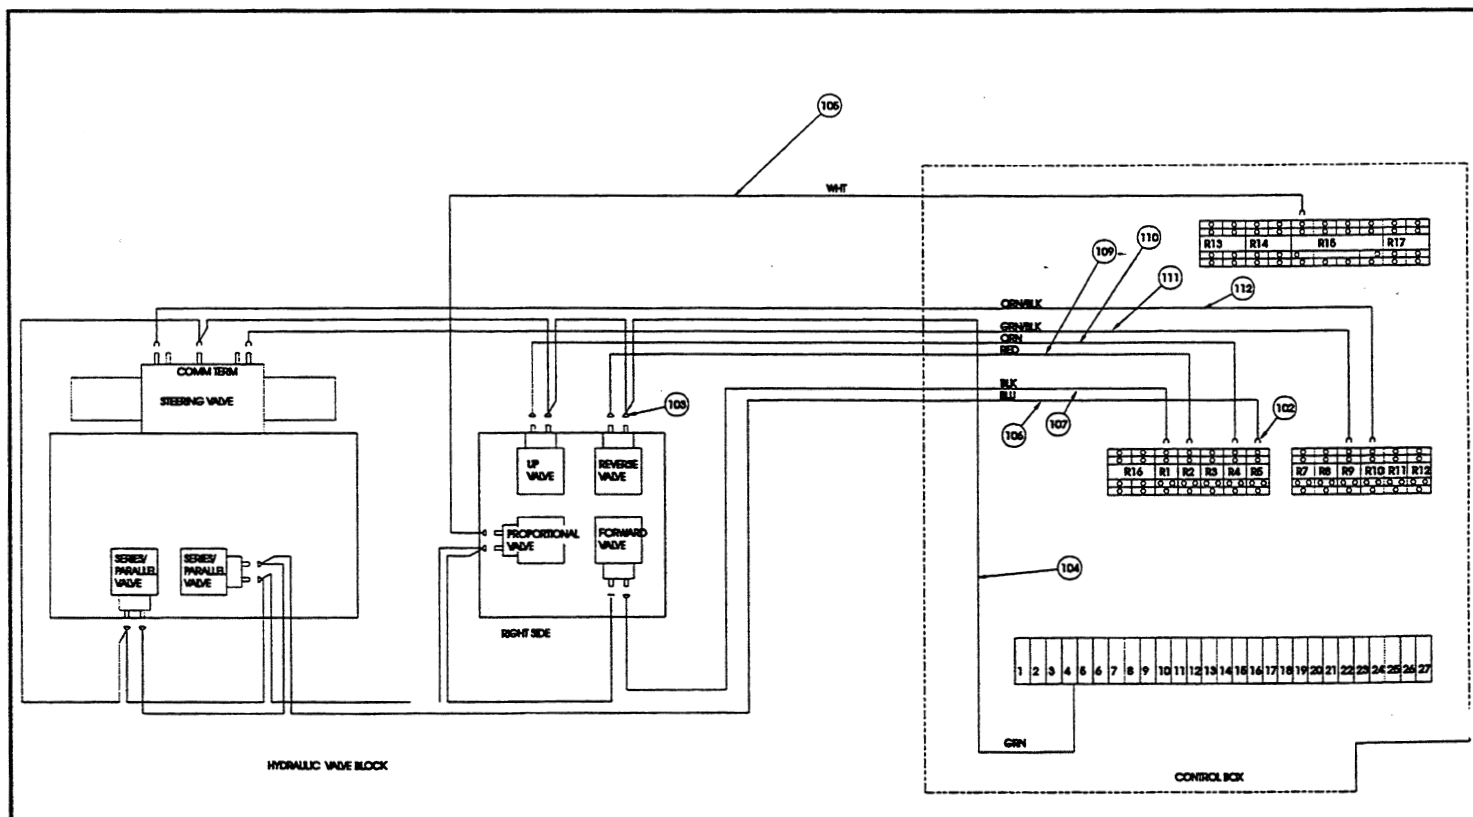 105
WHT
110
109
111
112
R13 R14 R15 R17
ORN/BLK
GRN/BLK
ORN
RED
COMM TERM
STEERING VALVE
BLK
BLU
103
106
107
102
UP
VALVE
REVERSE
VALVE
R16 R1 R2 R3 R4 R5
R7 R8 R9 R10 R11 R12
PROPORTIONAL
VALVE
FORWARD
VALVE
SERIES/
PARALLEL
VALVE
SERIES/
PARALLEL
VALVE
104
RIGHT SIDE
1 2 3 4 5 6 7 8 9 10 11 12 13 14 15 16 17 18 19 20 21 22 23 24 25 26 27
GRN
HYDRAULIC VALVE BLOCK
CONTROL BOX